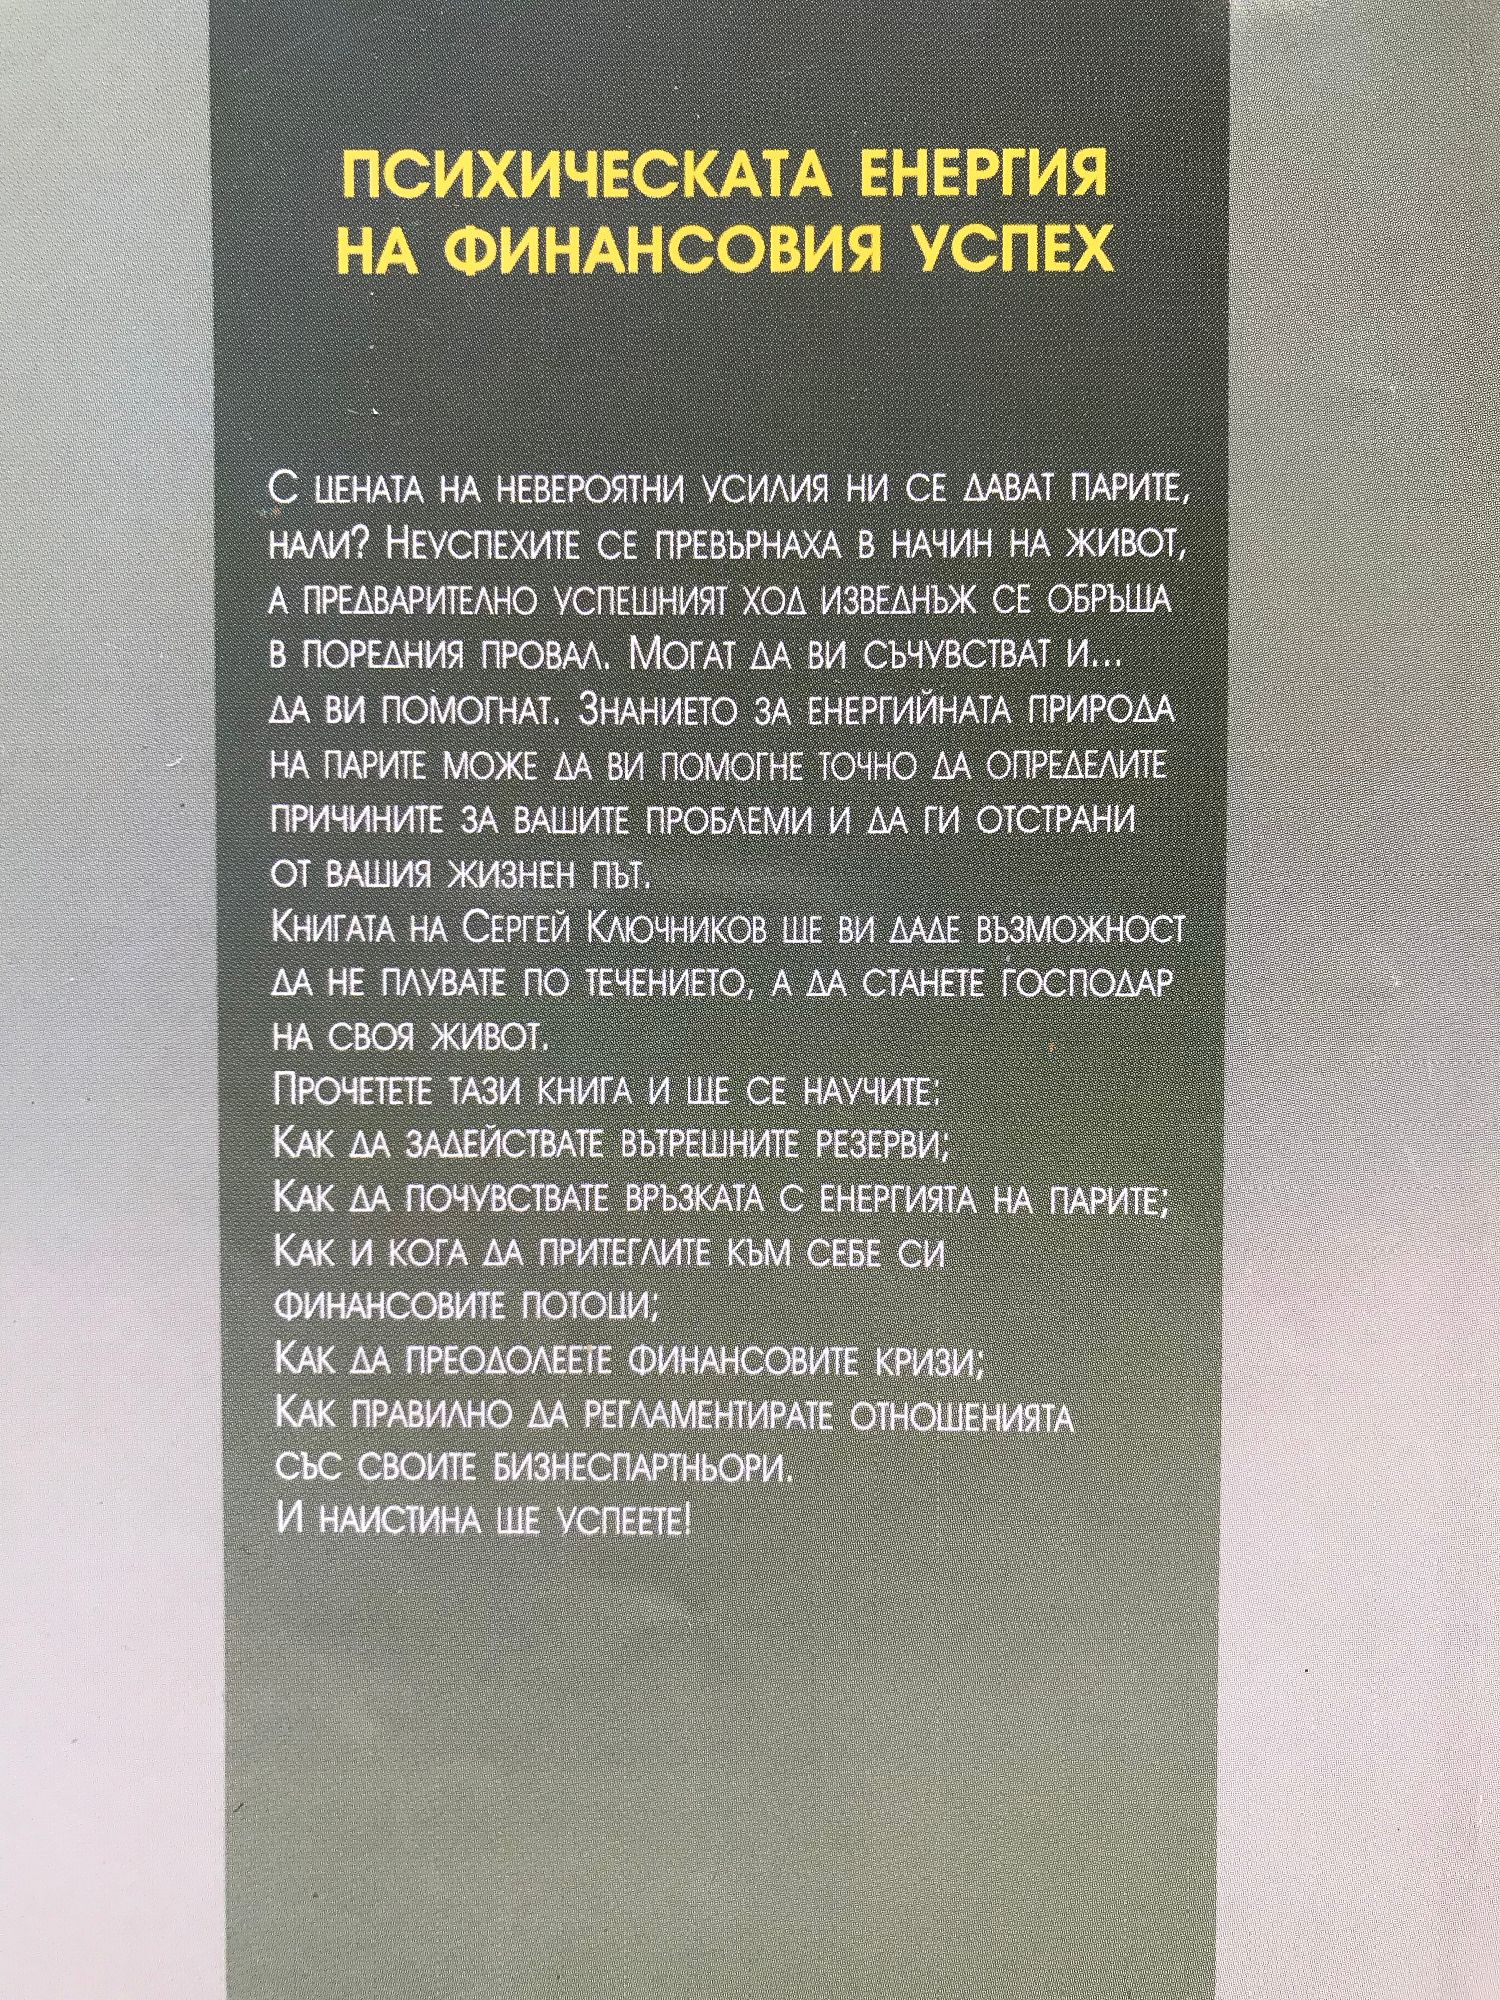 ПСИХИЧЕСКАТА ЕНЕРГИЯ
НА ФИНАНСОВИЯ УСПЕХ
С ЦЕНАТА НА НЕВЕРОЯТНИ УСИЛИЯ НИ СЕ ДАВАТ ПАРИТЕ,
НАЛИ? НЕУСПЕХИТЕ СЕ ПРЕВЪРНАХА В НАЧИН НА ЖИВОТ,
А ПРЕДВАРИТЕЛНО УСПЕШНИЯТ ХОД ИЗВЕДНЪЖ СЕ ОБРЪЩА
В ПОРЕДНИЯ ПРОВАЛ. МОГАТ ДА ВИ СЪЧУВСТВАТ И...
ДА ВИ ПОМОГНАТ. ЗНАНИЕТО ЗА ЕНЕРГИЙНАТА ПРИРОДА
НА ПАРИТЕ МОЖЕ ДА ВИ ПОМОГНЕ ТОЧНО ДА ОПРЕДЕЛИТЕ
ПРИЧИНИТЕ ЗА ВАШИТЕ ПРОБЛЕМИ И ДА ГИ ОТСТРАНИ
ОТ ВАШИЯ ЖИЗНЕН ПЪТ.
КНИГАТА НА СЕРГЕЙ КЛЮЧНИКОВ ЩЕ ВИ ДАДЕ ВЪЗМОЖНОСТ
ДА НЕ ПЛУВАТЕ ПО ТЕЧЕНИЕТО, А ДА СТАНЕТЕ ГОСПОДАР
НА СВОЯ ЖИВОТ.
ПРОЧЕТЕТЕ ТАЗИ КНИГА И ЩЕ СЕ НАУЧИТЕ:
КАК ДА ЗАДЕЙСТВАТЕ ВЪТРЕШНИТЕ РЕЗЕРВИ;
КАК ДА ПОЧУВСТВАТЕ ВРЪЗКАТА С ЕНЕРГИЯТА НА ПАРИТЕ;
КАК И КОГА ДА ПРИТЕГЛИТЕ КЪМ СЕБЕ СИ
ФИНАНСОВИТЕ ПОТОЦИ;
КАК ДА ПРЕОДОЛЕЕТЕ ФИНАНСОВИТЕ КРИЗИ;
КАК ПРАВИЛНО ДА РЕГЛАМЕНТИРАТЕ ОТНОШЕНИЯТА
СЪС СВОИТЕ БИЗНЕСПАРТНЬОРИ.
И НАИСТИНА ЩЕ УСПЕЕТЕ!